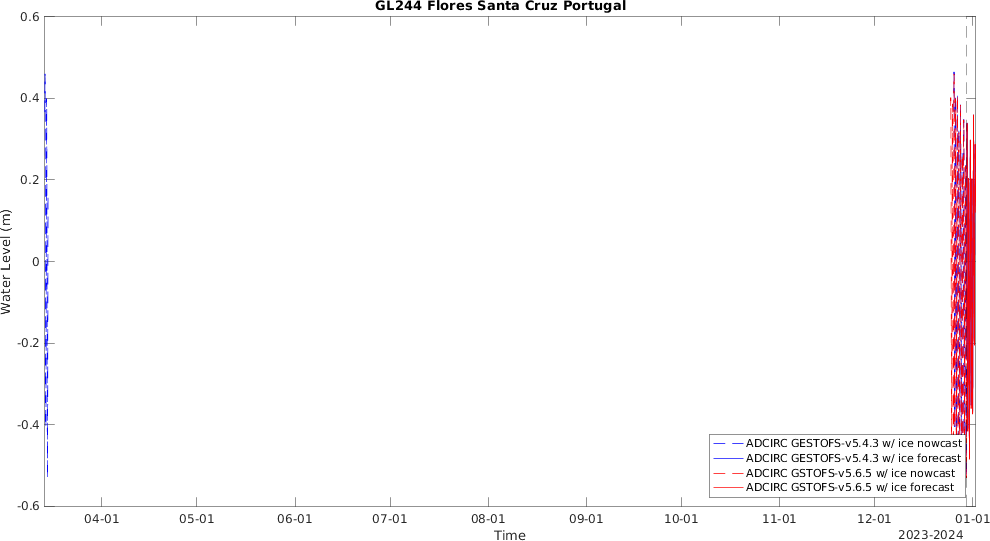 GL244 Flores Santa Cruz Portugal
0.6
0.4
0.2
0
-0.2
-0.4
-0.6
Water Level (m)
04-01 05-01 06-01 07-01 08-01 09-01 10-01 11-01 12-01 01-01
2023-2024
Time
ADCIRC GESTOFS-v5.4.3 w/ ice nowcast
ADCIRC GESTOFS-v5.4.3 w/ ice forecast
ADCIRC GSTOFS-v5.6.5 w/ ice nowcast
ADCIRC GSTOFS-v5.6.5 w/ ice forecast